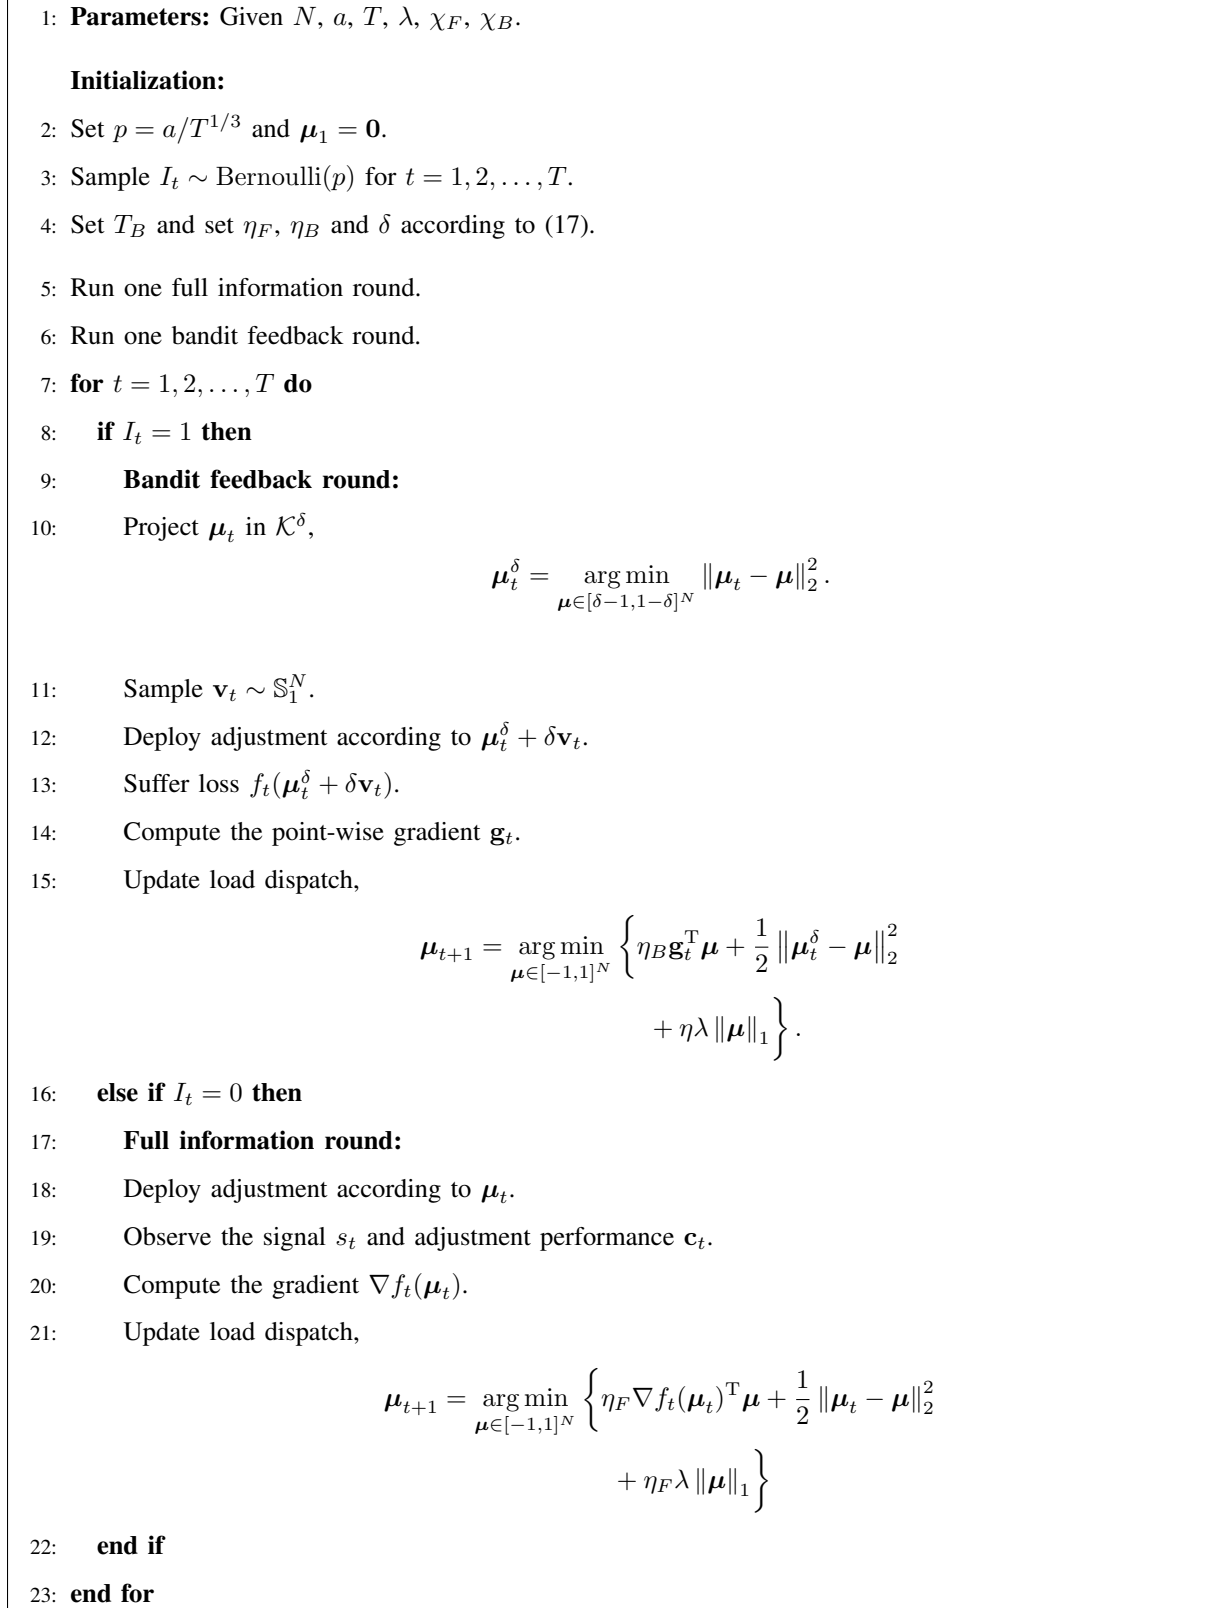 1: Parameters: Given N, a, T, λ, χ_F, χ_B.
Initialization:
2: Set p = a/T^{1/3} and μ_1 = 0.
3: Sample I_t ∼ Bernoulli(p) for t = 1, 2, . . . , T.
4: Set T_B and set η_F, η_B and δ according to (17).
5: Run one full information round.
6: Run one bandit feedback round.
7: for t = 1, 2, . . . , T do
8: if I_t = 1 then
9: Bandit feedback round:
10: Project μ_t in 𝒦^δ,
μ_t^δ = arg min_{μ∈[δ−1,1−δ]^N} ‖μ_t − μ‖_2^2 .
11: Sample v_t ∼ 𝕊_1^N.
12: Deploy adjustment according to μ_t^δ + δv_t.
13: Suffer loss f_t(μ_t^δ + δv_t).
14: Compute the point-wise gradient g_t.
15: Update load dispatch,
μ_{t+1} = arg min_{μ∈[−1,1]^N} { η_B g_t^T μ + 1/2 ‖μ_t^δ − μ‖_2^2
+ ηλ ‖μ‖_1 } .
16: else if I_t = 0 then
17: Full information round:
18: Deploy adjustment according to μ_t.
19: Observe the signal s_t and adjustment performance c_t.
20: Compute the gradient ∇f_t(μ_t).
21: Update load dispatch,
μ_{t+1} = arg min_{μ∈[−1,1]^N} { η_F ∇f_t(μ_t)^T μ + 1/2 ‖μ_t − μ‖_2^2
+ η_F λ ‖μ‖_1 }
22: end if
23: end for